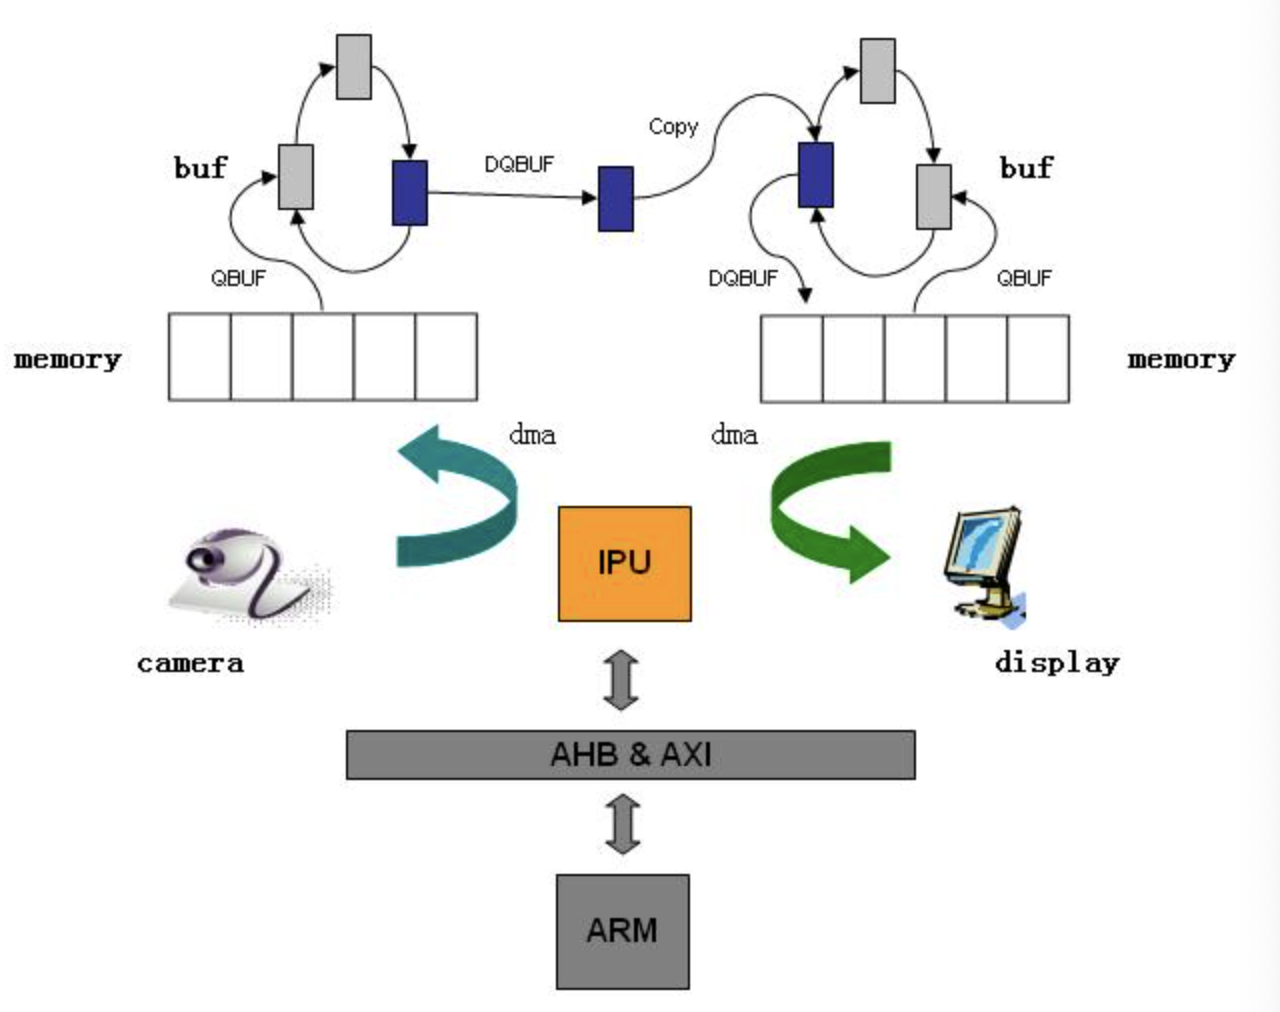 Copy
buf
DQBUF
buf
QBUF
DQBUF
QBUF
memory
memory
dma
dma
IPU
camera
display
AHB & AXI
ARM